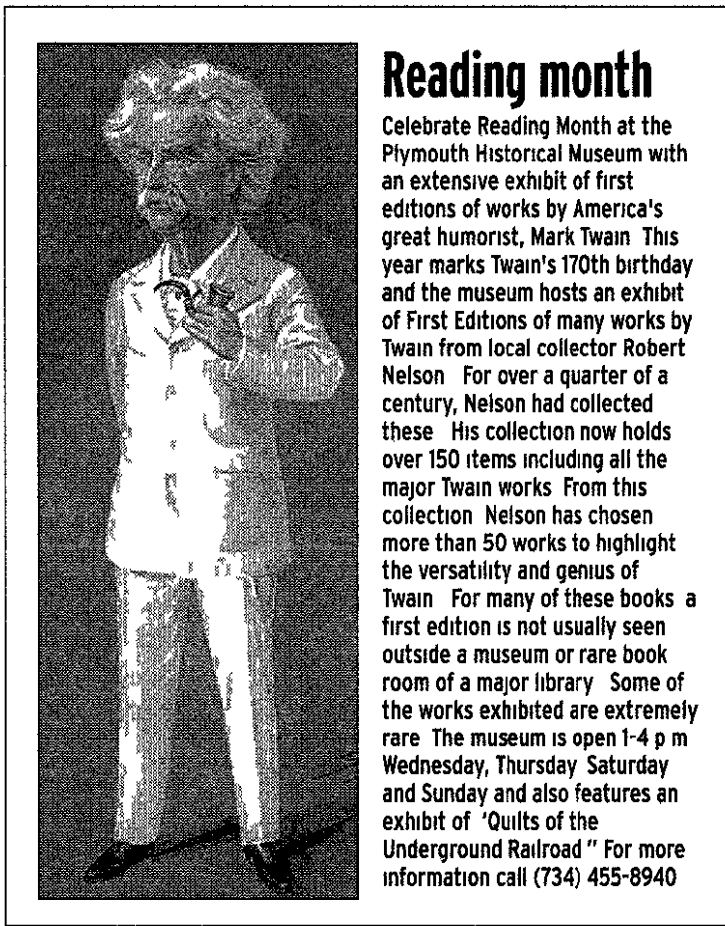 Reading month
Celebrate Reading Month at the
Plymouth Historical Museum with
an extensive exhibit of first
editions of works by America's
great humorist, Mark Twain This
year marks Twain's 170th birthday
and the museum hosts an exhibit
of First Editions of many works by
Twain from local collector Robert
Nelson For over a quarter of a
century, Nelson had collected
these His collection now holds
over 150 items including all the
major Twain works From this
collection Nelson has chosen
more than 50 works to highlight
the versatility and genius of
Twain For many of these books a
first edition is not usually seen
outside a museum or rare book
room of a major library Some of
the works exhibited are extremely
rare The museum is open 1-4 p m
Wednesday, Thursday Saturday
and Sunday and also features an
exhibit of 'Quilts of the
Underground Railroad" For more
information call (734) 455-8940